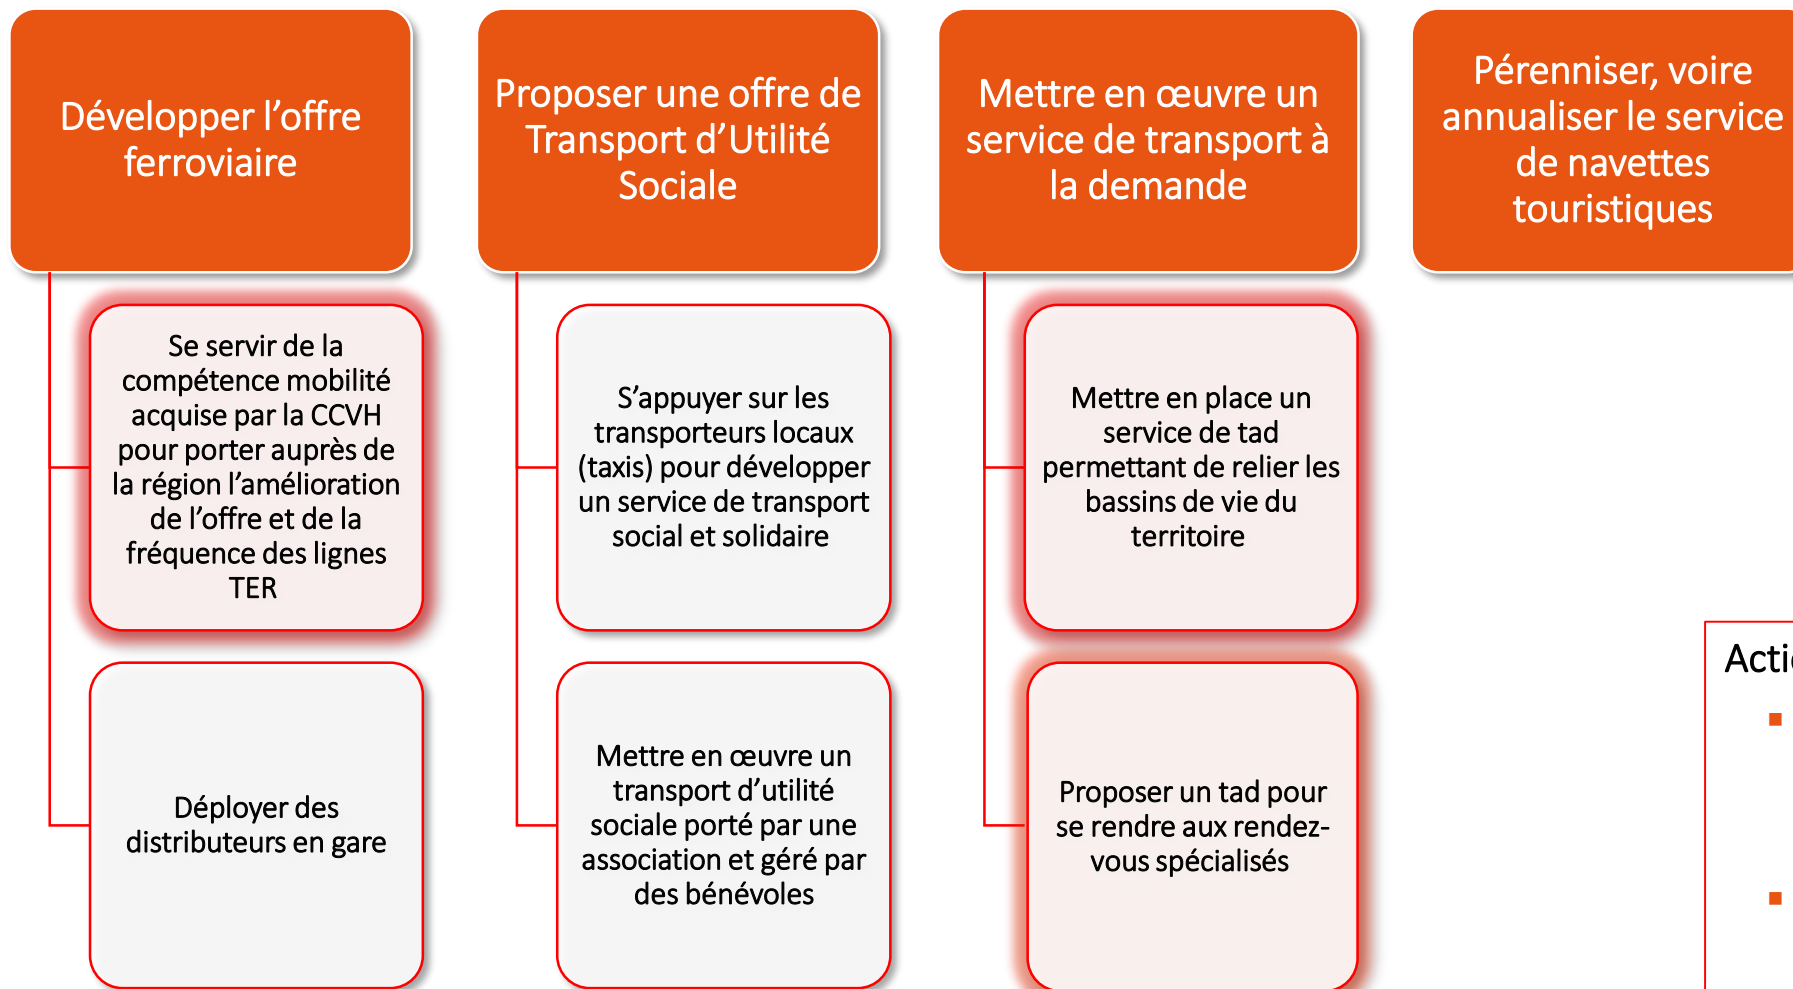 Développer l’offre
ferroviaire
Se servir de la
compétence mobilité
acquise par la CCVH
pour porter auprès de
la région l’amélioration
de l’offre et de la
fréquence des lignes
TER
Déployer des
distributeurs en gare
Proposer une offre de
Transport d’Utilité
Sociale
S’appuyer sur les
transporteurs locaux
(taxis) pour développer
un service de transport
social et solidaire
Mettre en œuvre un
transport d’utilité
sociale porté par une
association et géré par
des bénévoles
Mettre en œuvre un
service de transport à
la demande
Mettre en place un
service de tad
permettant de relier les
bassins de vie du
territoire
Proposer un tad pour
se rendre aux rendez-
vous spécialisés
Pérenniser, voire
annualiser le service
de navettes
touristiques